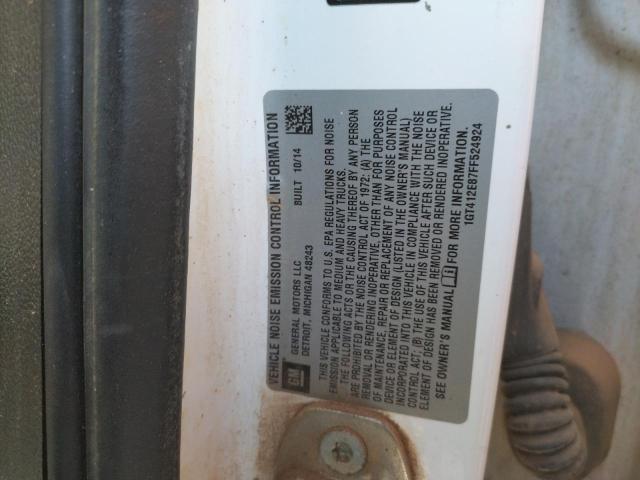 VEHICLE NOISE EMISSION CONTROL INFORMATION
GM
GENERAL MOTORS LLC
DETROIT, MICHIGAN 48243
BUILT 10/14
THIS VEHICLE CONFORMS TO U.S. EPA REGULATIONS FOR NOISE
EMISSION APPLICABLE TO MEDIUM AND HEAVY TRUCKS.
THE FOLLOWING ACTS OR THE CAUSING THEREOF BY ANY PERSON
ARE PROHIBITED BY THE NOISE CONTROL ACT OF 1972: (A) THE
REMOVAL OR RENDERING INOPERATIVE, OTHER THAN FOR PURPOSES
OF MAINTENANCE, REPAIR OR REPLACEMENT OF ANY NOISE CONTROL
DEVICE OR ELEMENT OF DESIGN (LISTED IN THE OWNER'S MANUAL)
INCORPORATED INTO THIS VEHICLE IN COMPLIANCE WITH THE NOISE
CONTROL ACT; (B) THE USE OF THIS VEHICLE AFTER SUCH DEVICE OR
ELEMENT OF DESIGN HAS BEEN REMOVED OR RENDERED INOPERATIVE.
SEE OWNER'S MANUAL FOR MORE INFORMATION
1GT412E87FF524924